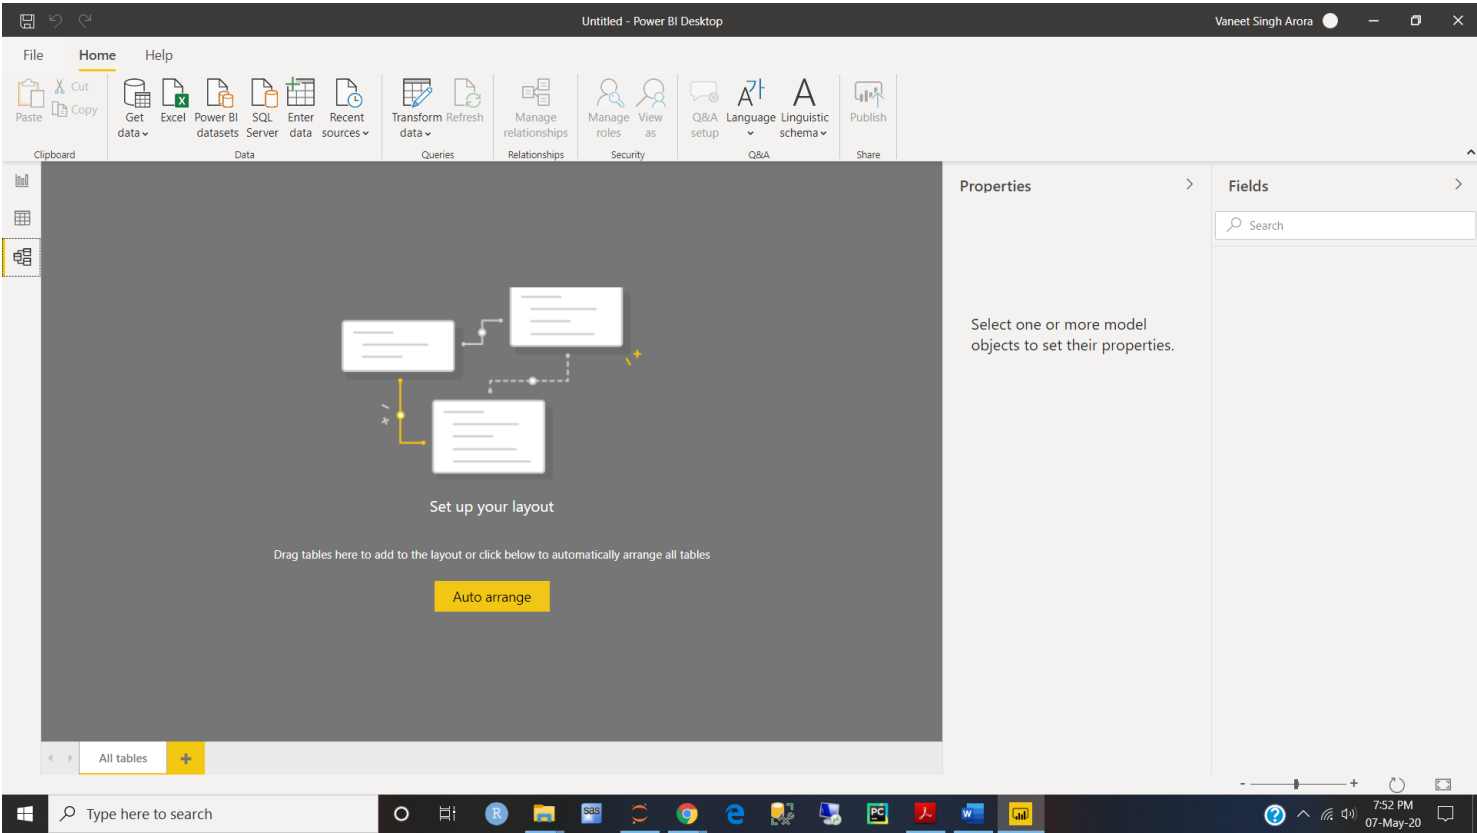 Untitled - Power BI Desktop
Vaneet Singh Arora
File Home Help
Paste
Cut
Copy
Clipboard
Get data
Excel
Power BI datasets
SQL Server
Enter data
Recent sources
Data
Transform data
Refresh
Queries
Manage relationships
Relationships
Manage roles
View as
Security
Q&A setup
Language
Linguistic schema
Q&A
Publish
Share
Properties
Select one or more model
objects to set their properties.
Fields
Search
Set up your layout
Drag tables here to add to the layout or click below to automatically arrange all tables
Auto arrange
All tables
Type here to search
R
sas
PC
W
7:52 PM
07-May-20